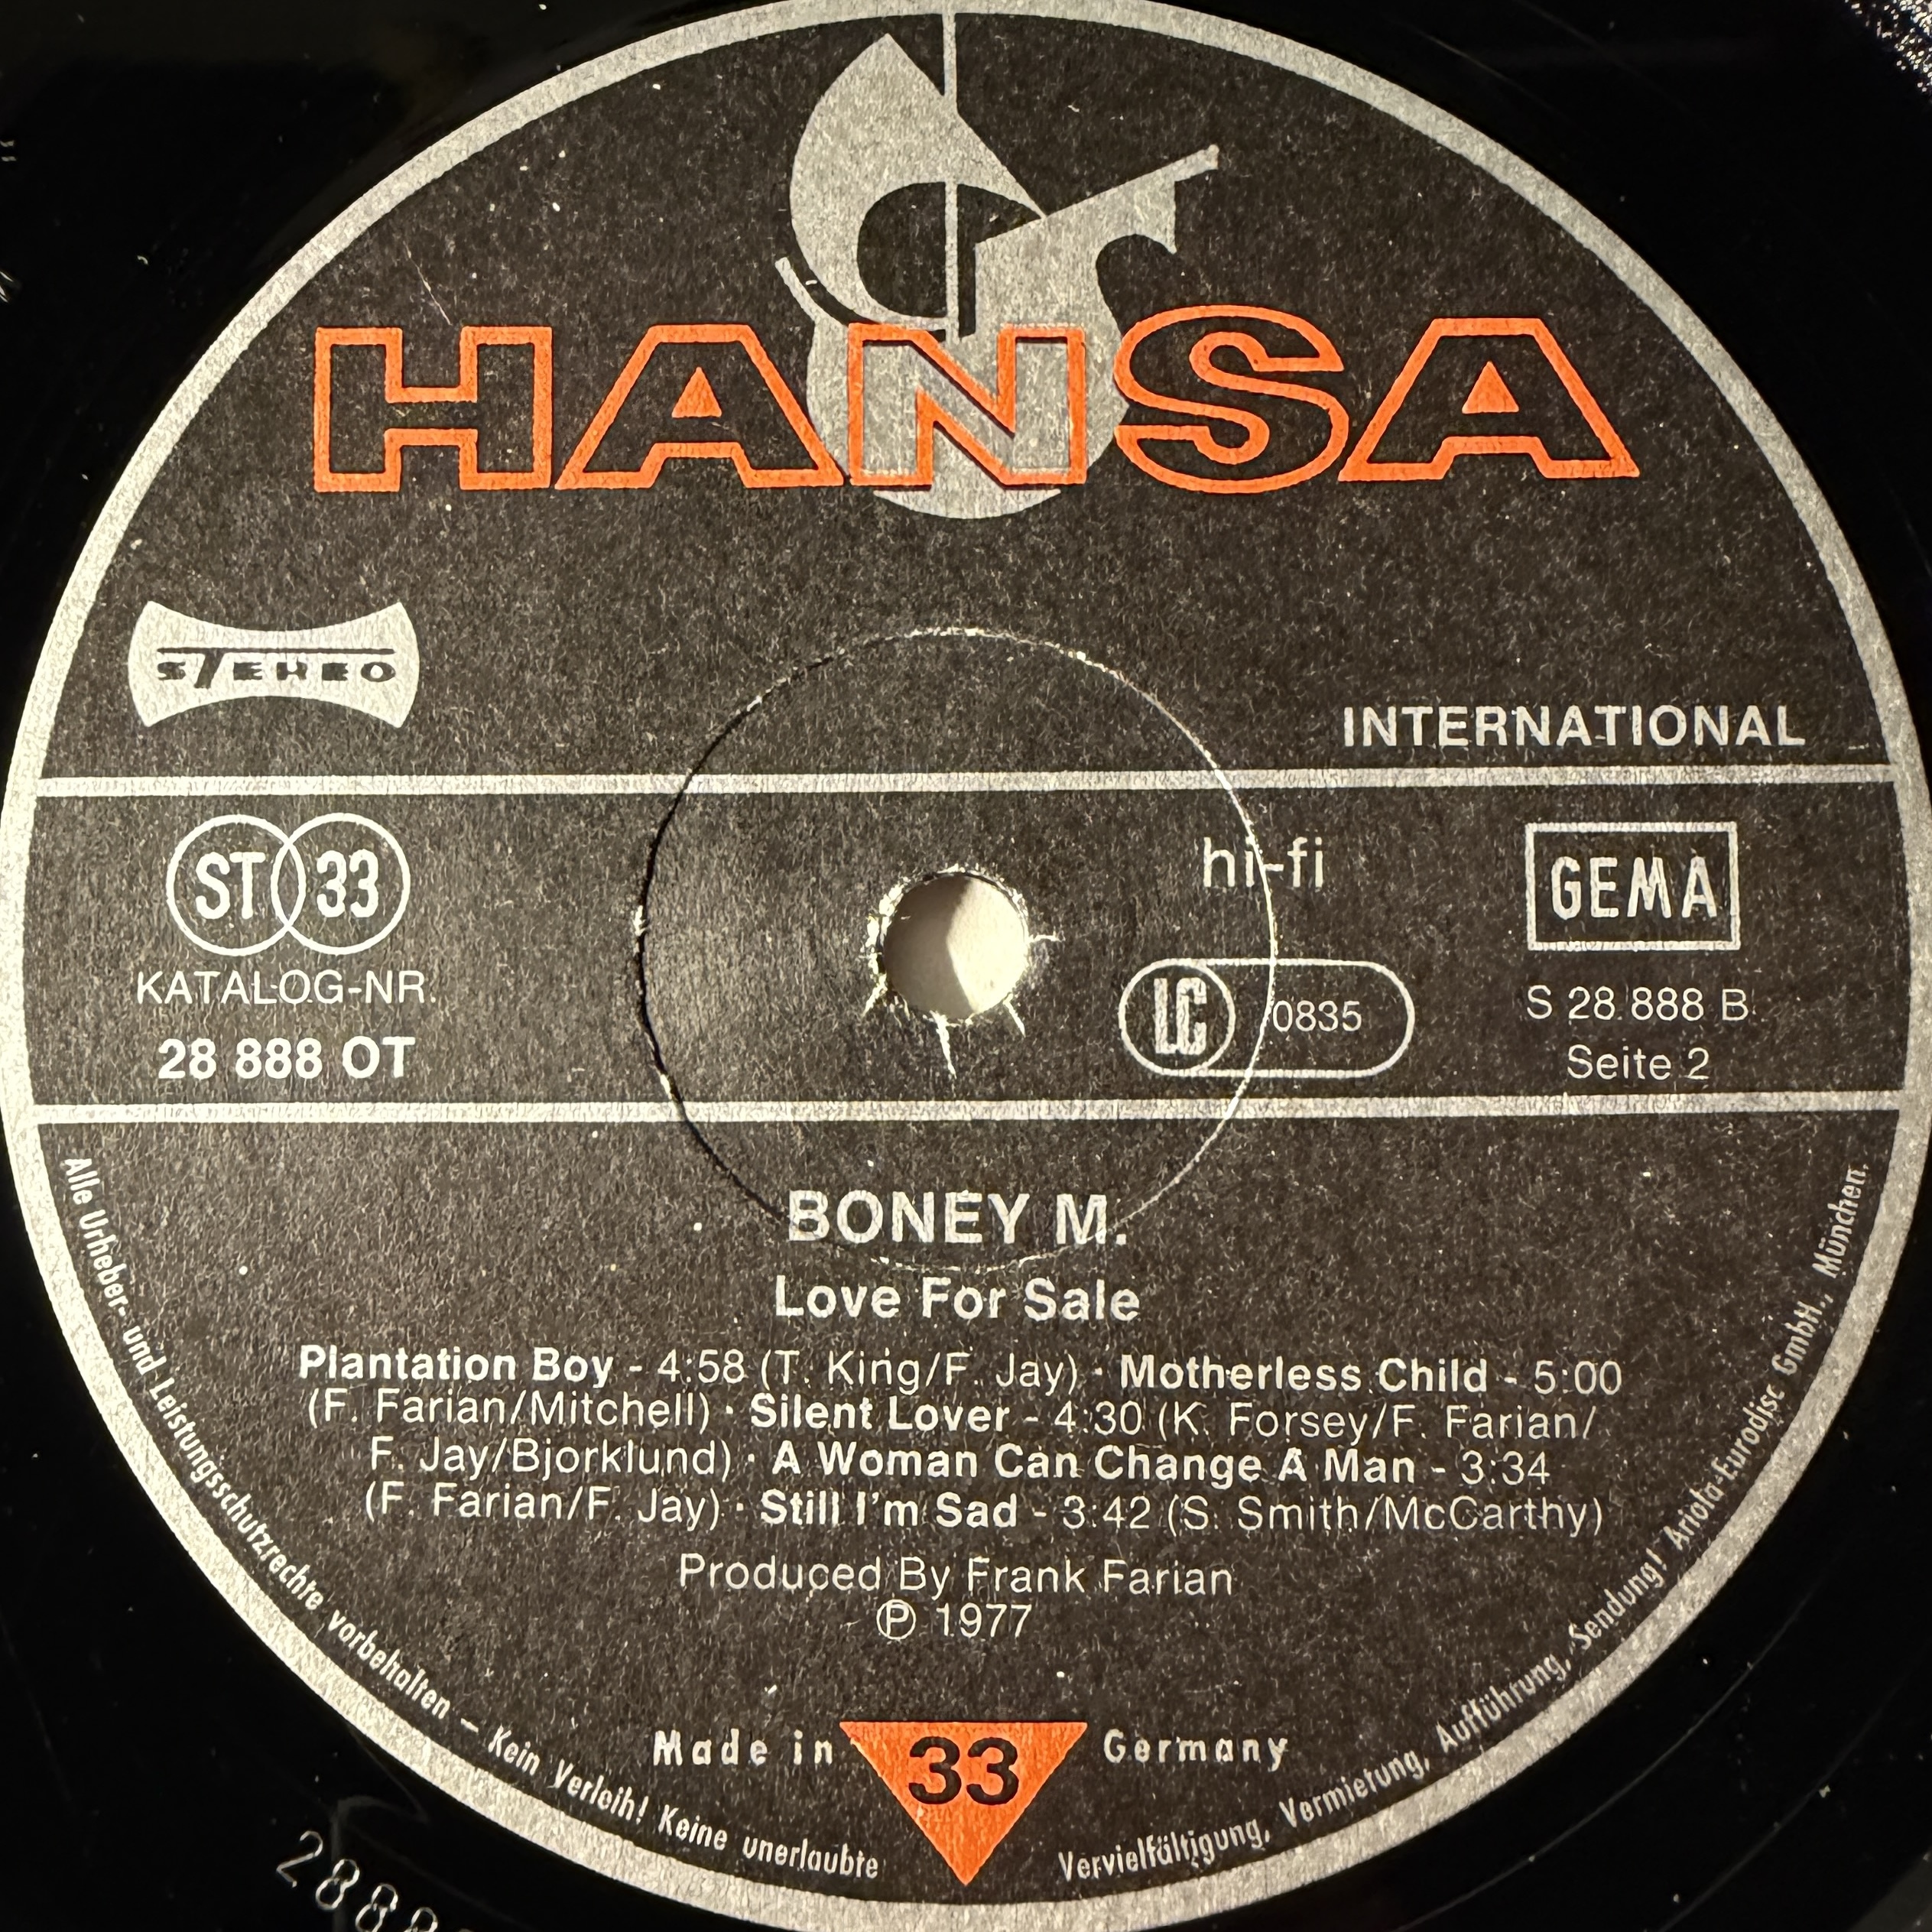 HANSA
STEREO
INTERNATIONAL
ST 33
hi-fi
GEMA
KATALOG-NR.
28 888 OT
LC 0835
S 28 888 B
Seite 2
BONEY M.
Love For Sale
Plantation Boy - 4:58 (T. King/F. Jay) · Motherless Child - 5:00
(F. Farian/Mitchell) · Silent Lover - 4:30 (K. Forsey/F. Farian/
F. Jay/Bjorklund) · A Woman Can Change A Man - 3:34
(F. Farian/F. Jay) · Still I'm Sad - 3:42 (S. Smith/McCarthy)
Produced By Frank Farian
℗ 1977
Made in 33 Germany
Alle Urheber- und Leistungsschutzrechte vorbehalten – Kein Verleih! Keine unerlaubte Vervielfältigung, Vermietung, Aufführung, Sendung! Ariola-Eurodisc GmbH., München.